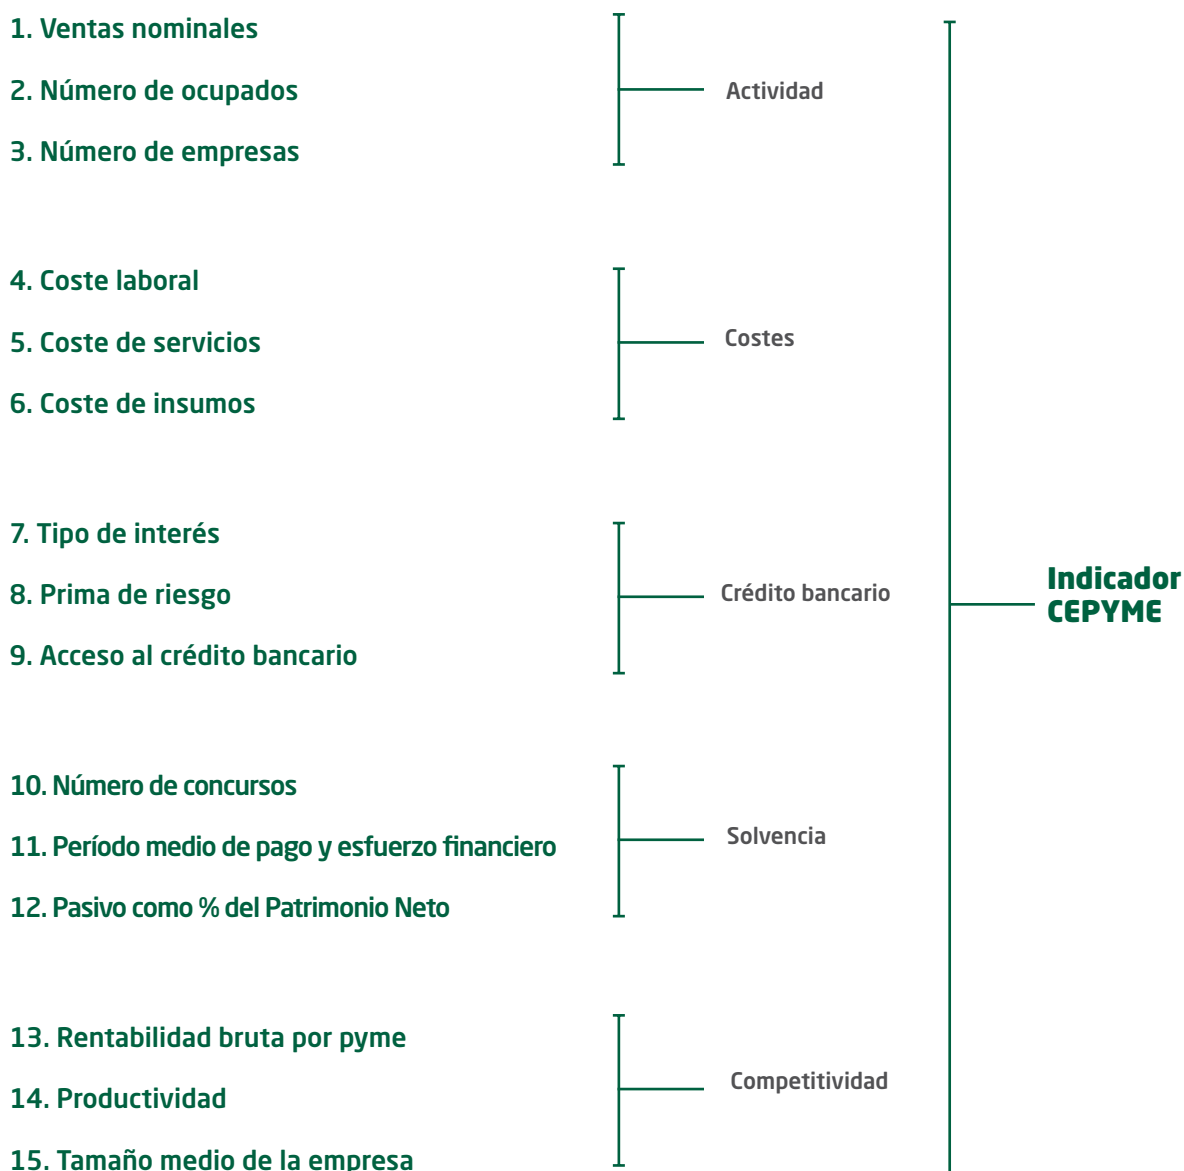 1. Ventas nominales
2. Número de ocupados
3. Número de empresas
Actividad
4. Coste laboral
5. Coste de servicios
6. Coste de insumos
Costes
7. Tipo de interés
8. Prima de riesgo
9. Acceso al crédito bancario
Crédito bancario
10. Número de concursos
11. Período medio de pago y esfuerzo financiero
12. Pasivo como % del Patrimonio Neto
Solvencia
13. Rentabilidad bruta por pyme
14. Productividad
15. Tamaño medio de la empresa
Competitividad
Indicador
CEPYME